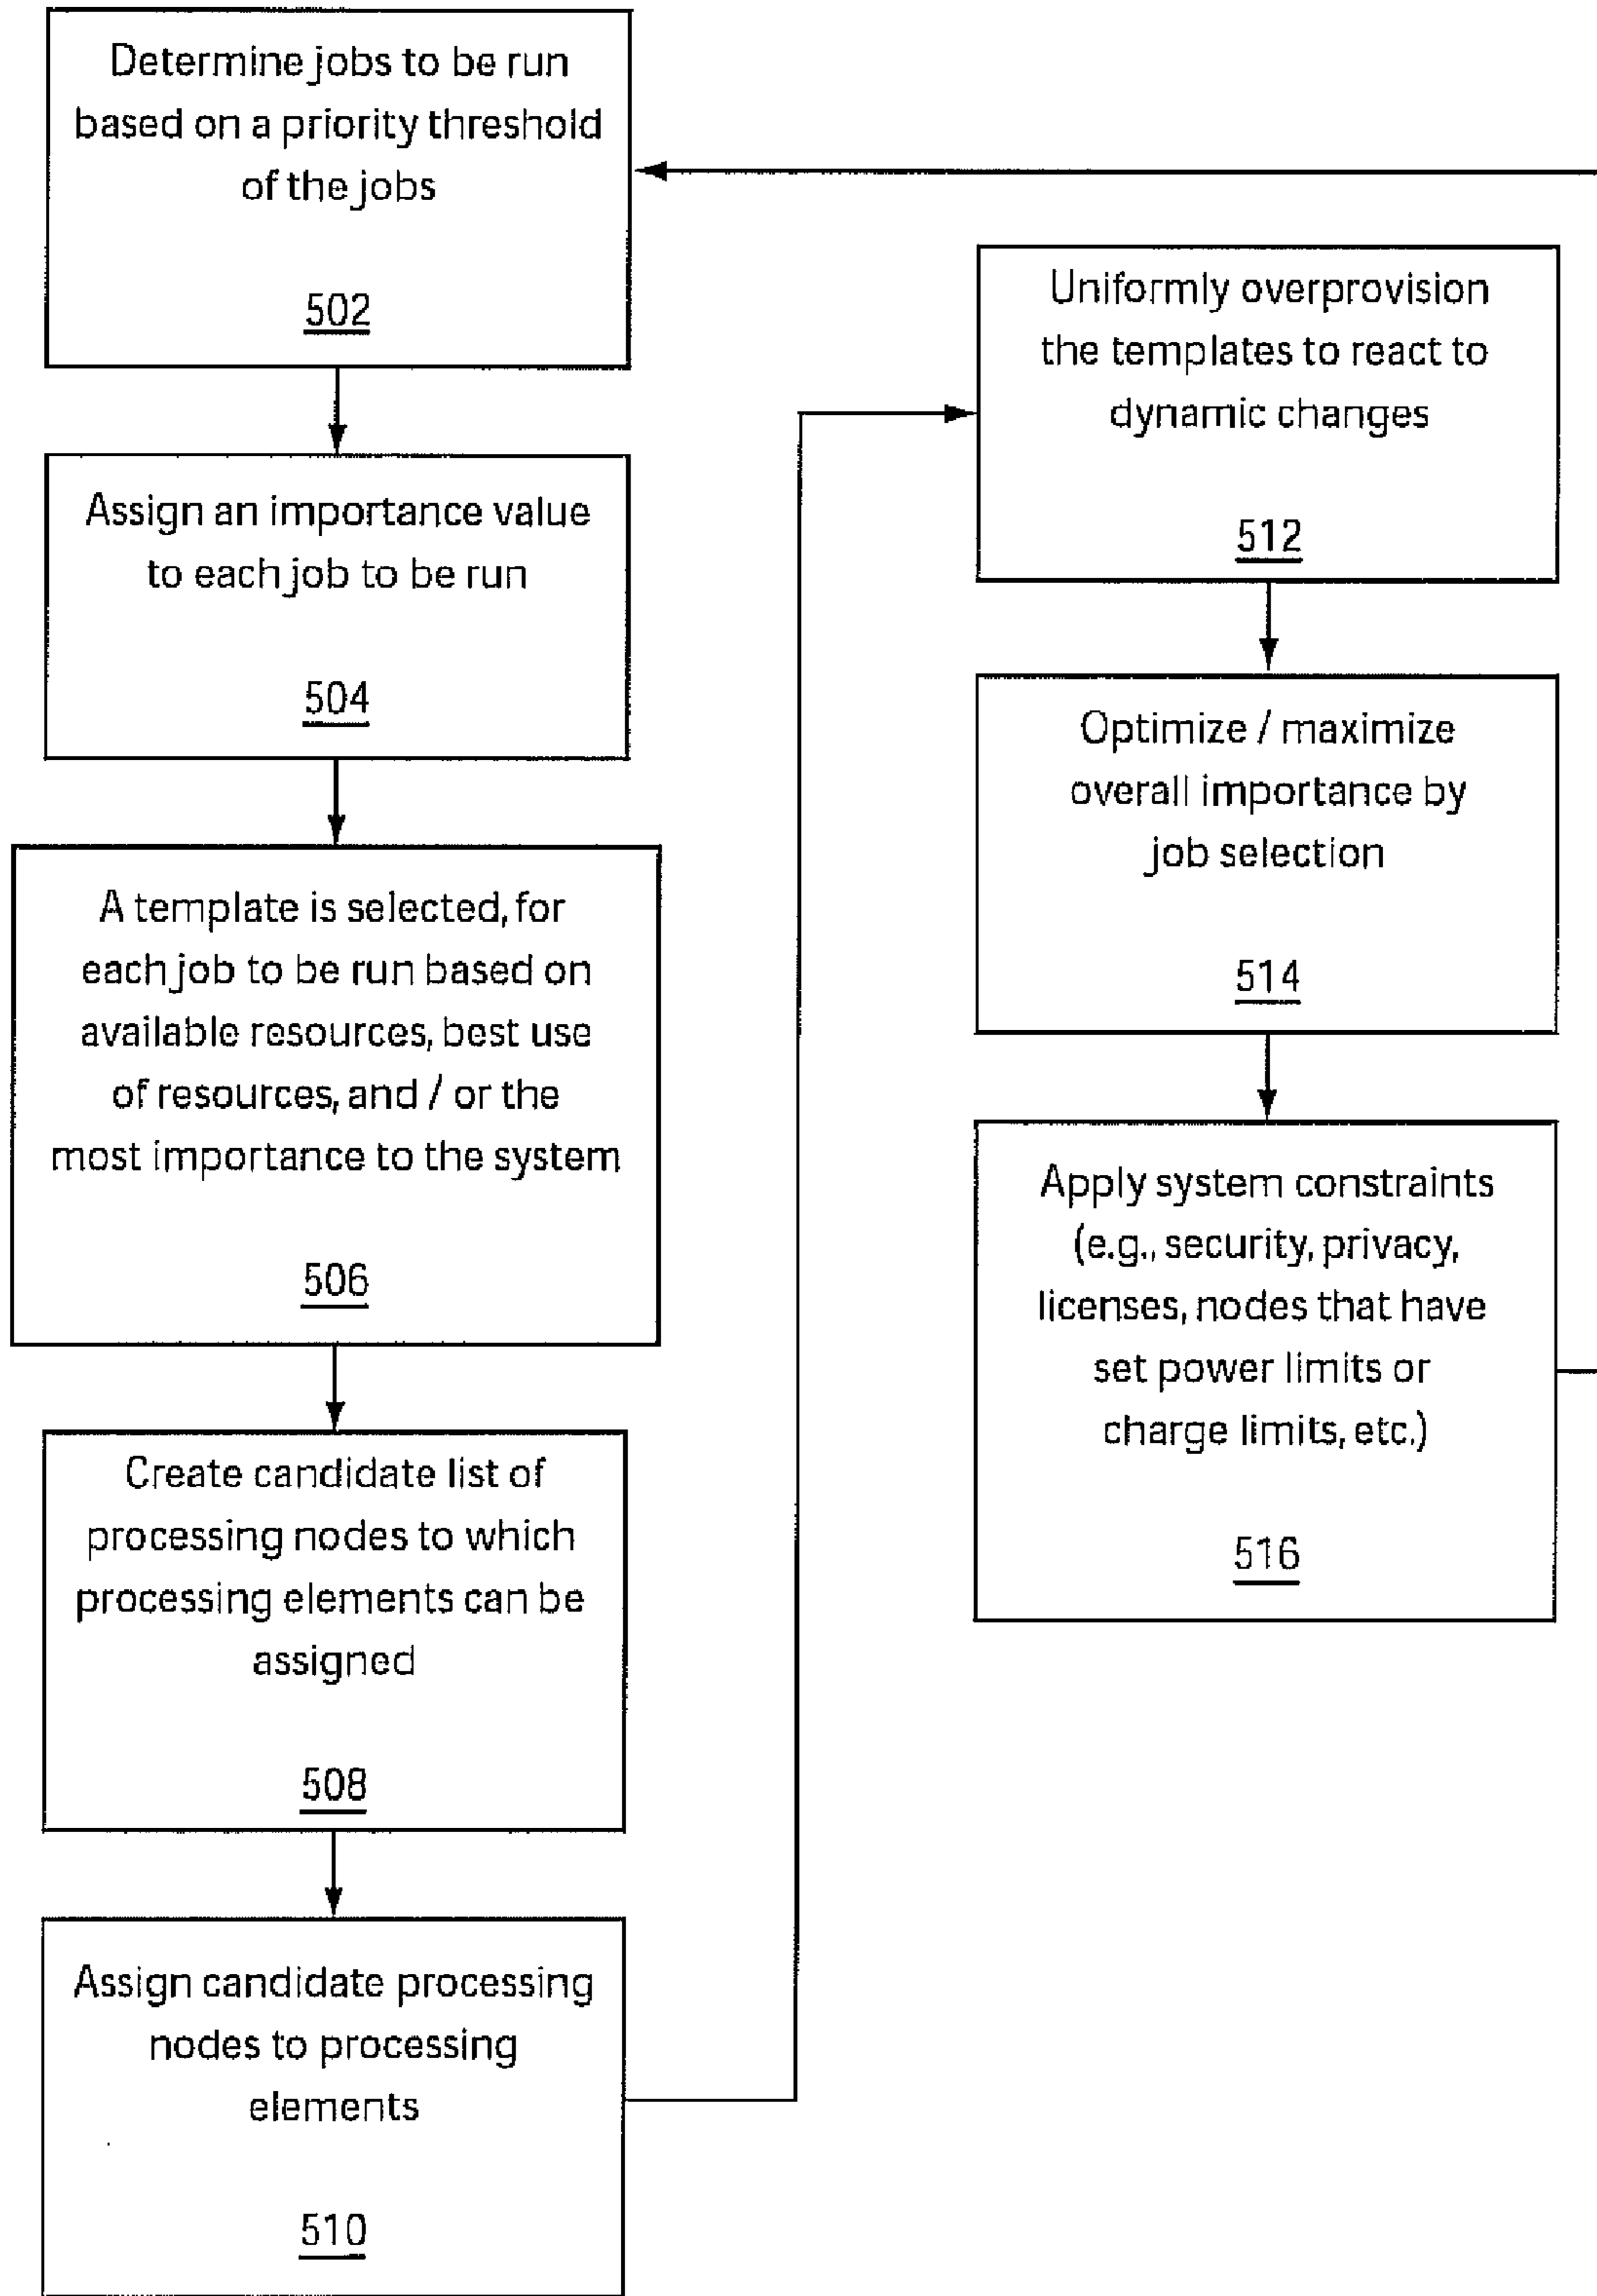 Determine jobs to be run
based on a priority threshold
of the jobs
502
Assign an importance value
to each job to be run
504
A template is selected, for
each job to be run based on
available resources, best use
of resources, and / or the
most importance to the system
506
Create candidate list of
processing nodes to which
processing elements can be
assigned
508
Assign candidate processing
nodes to processing
elements
510
Uniformly overprovision
the templates to react to
dynamic changes
512
Optimize / maximize
overall importance by
job selection
514
Apply system constraints
(e.g., security, privacy,
licenses, nodes that have
set power limits or
charge limits, etc.)
516